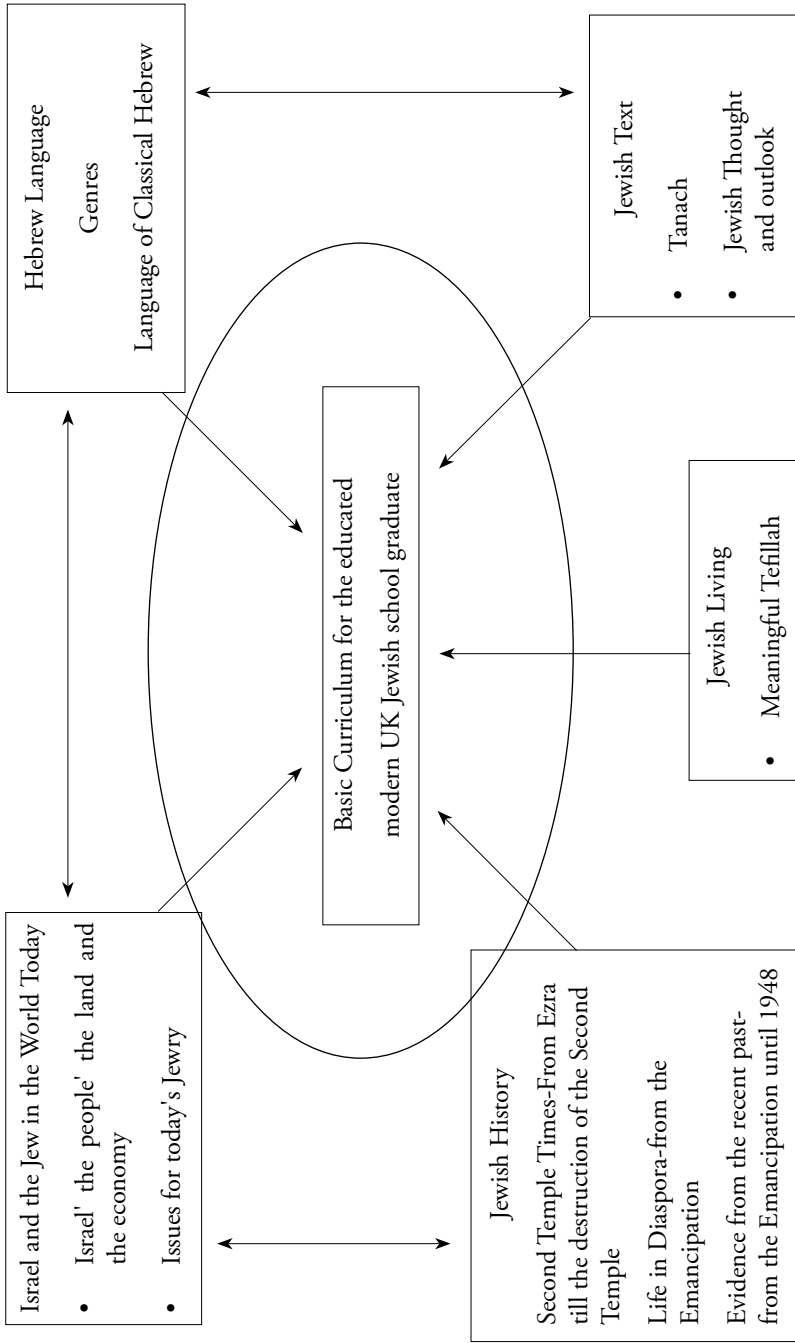 Israel and the Jew in the World Today
• Israel' the people' the land and
the economy
• Issues for today's Jewry
Hebrew Language
Genres
Language of Classical Hebrew
Basic Curriculum for the educated
modern UK Jewish school graduate
Jewish History
Second Temple Times-From Ezra
till the destruction of the Second
Temple
Life in Diaspora-from the
Emancipation
Evidence from the recent past-
from the Emancipation until 1948
Jewish Living
• Meaningful Tefillah
Jewish Text
• Tanach
• Jewish Thought
and outlook